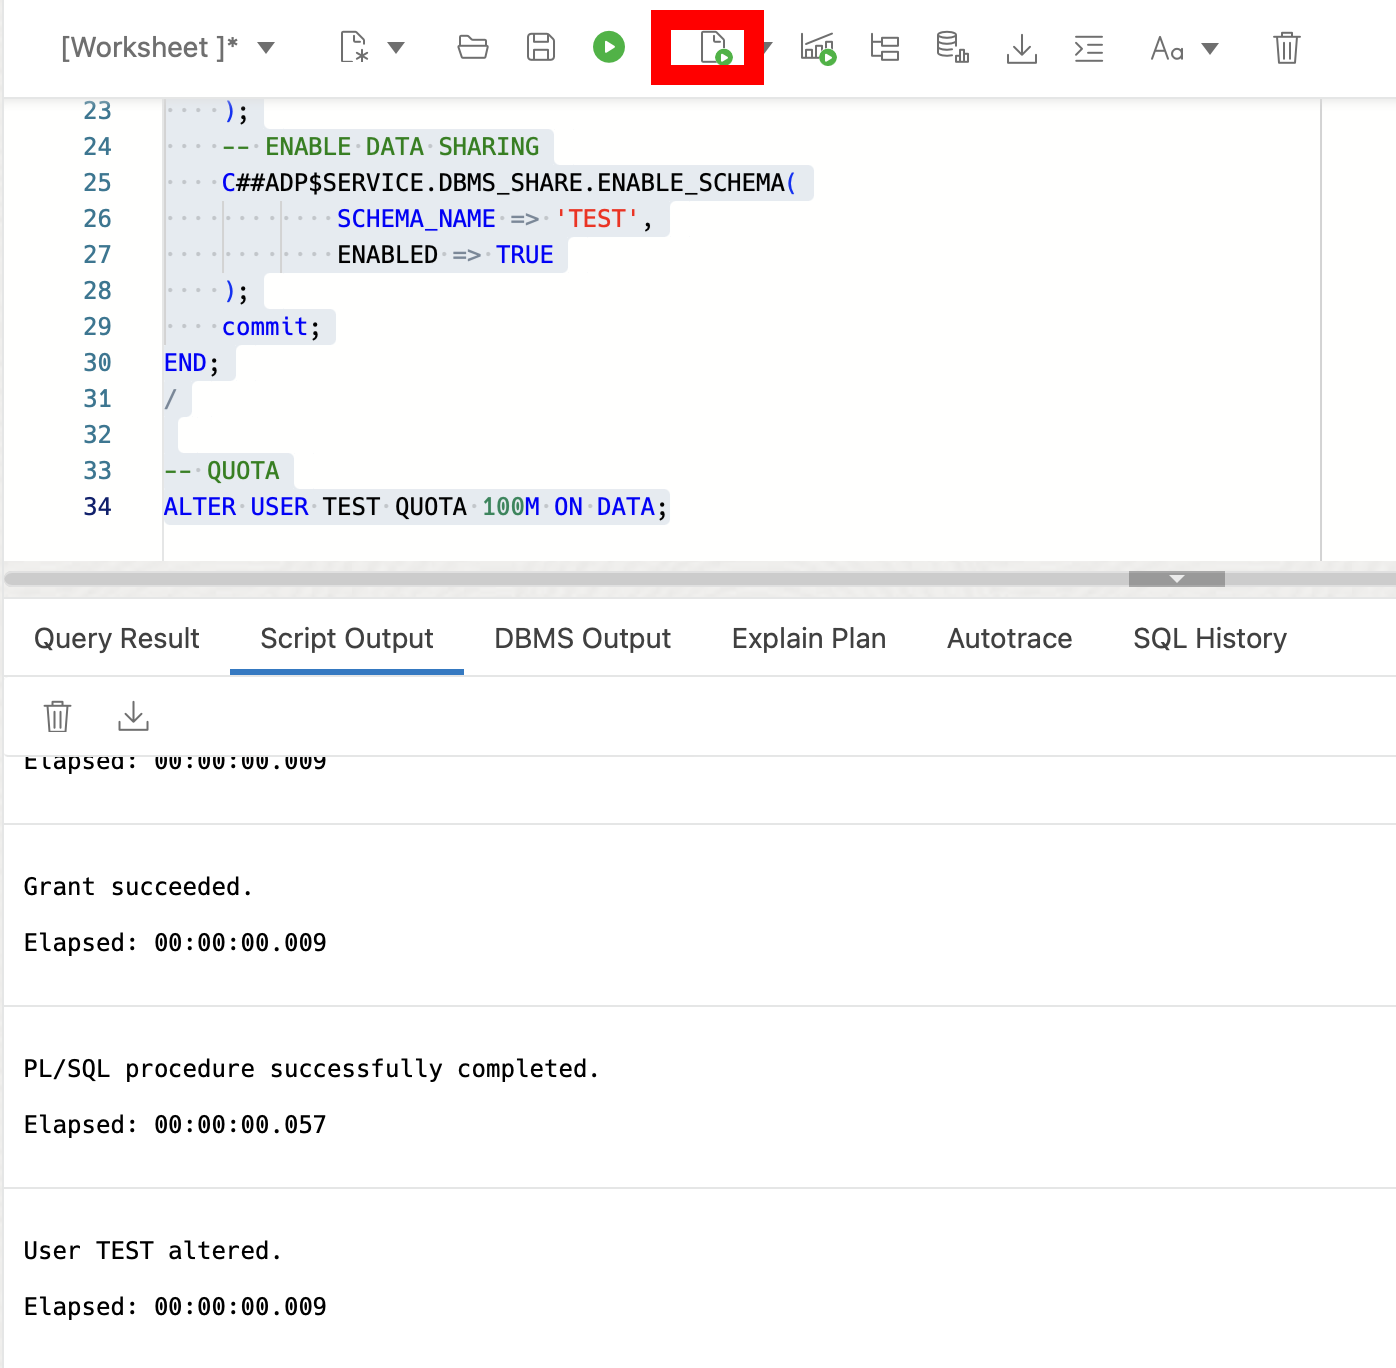 [Worksheet ]*
Aa
23 );
24 -- ENABLE DATA SHARING
25 C##ADP$SERVICE.DBMS_SHARE.ENABLE_SCHEMA(
26 SCHEMA_NAME => 'TEST',
27 ENABLED => TRUE
28 );
29 commit;
30 END;
31 /
32
33 -- QUOTA
34 ALTER USER TEST QUOTA 100M ON DATA;
Query Result Script Output DBMS Output Explain Plan Autotrace SQL History
Elapsed: 00:00:00.009
Grant succeeded.
Elapsed: 00:00:00.009
PL/SQL procedure successfully completed.
Elapsed: 00:00:00.057
User TEST altered.
Elapsed: 00:00:00.009